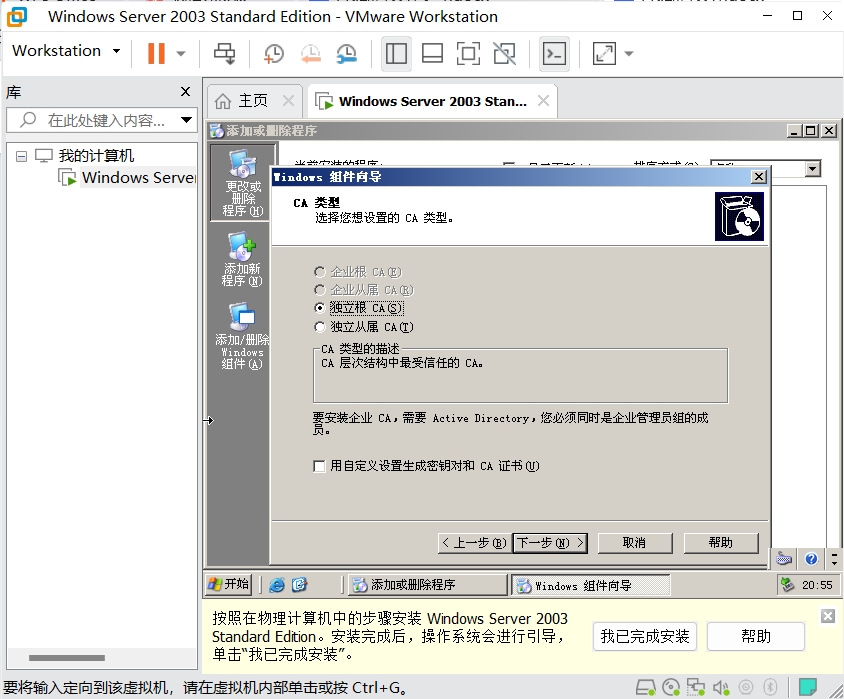 Windows Server 2003 Standard Edition - VMware Workstation
Workstation
库
在此处键入内容...
我的计算机
Windows Serve
主页
Windows Server 2003 Stan...
添加或删除程序
更改或
删除
程序(H)
添加新
程序(N)
添加/删除
Windows
组件(A)
Windows 组件向导
CA 类型
选择您想设置的 CA 类型。
企业根 CA(E)
企业从属 CA(R)
独立根 CA(S)
独立从属 CA(T)
CA 类型的描述
CA 层次结构中最受信任的 CA。
要安装企业 CA，需要 Active Directory，您必须同时是企业管理员组的成
员。
用自定义设置生成密钥对和 CA 证书(U)
< 上一步(B)
下一步(N) >
取消
帮助
开始
添加或删除程序
Windows 组件向导
20:55
按照在物理计算机中的步骤安装 Windows Server 2003
Standard Edition。安装完成后，操作系统会进行引导，
单击“我已完成安装”。
我已完成安装
帮助
要将输入定向到该虚拟机，请在虚拟机内部单击或按 Ctrl+G。